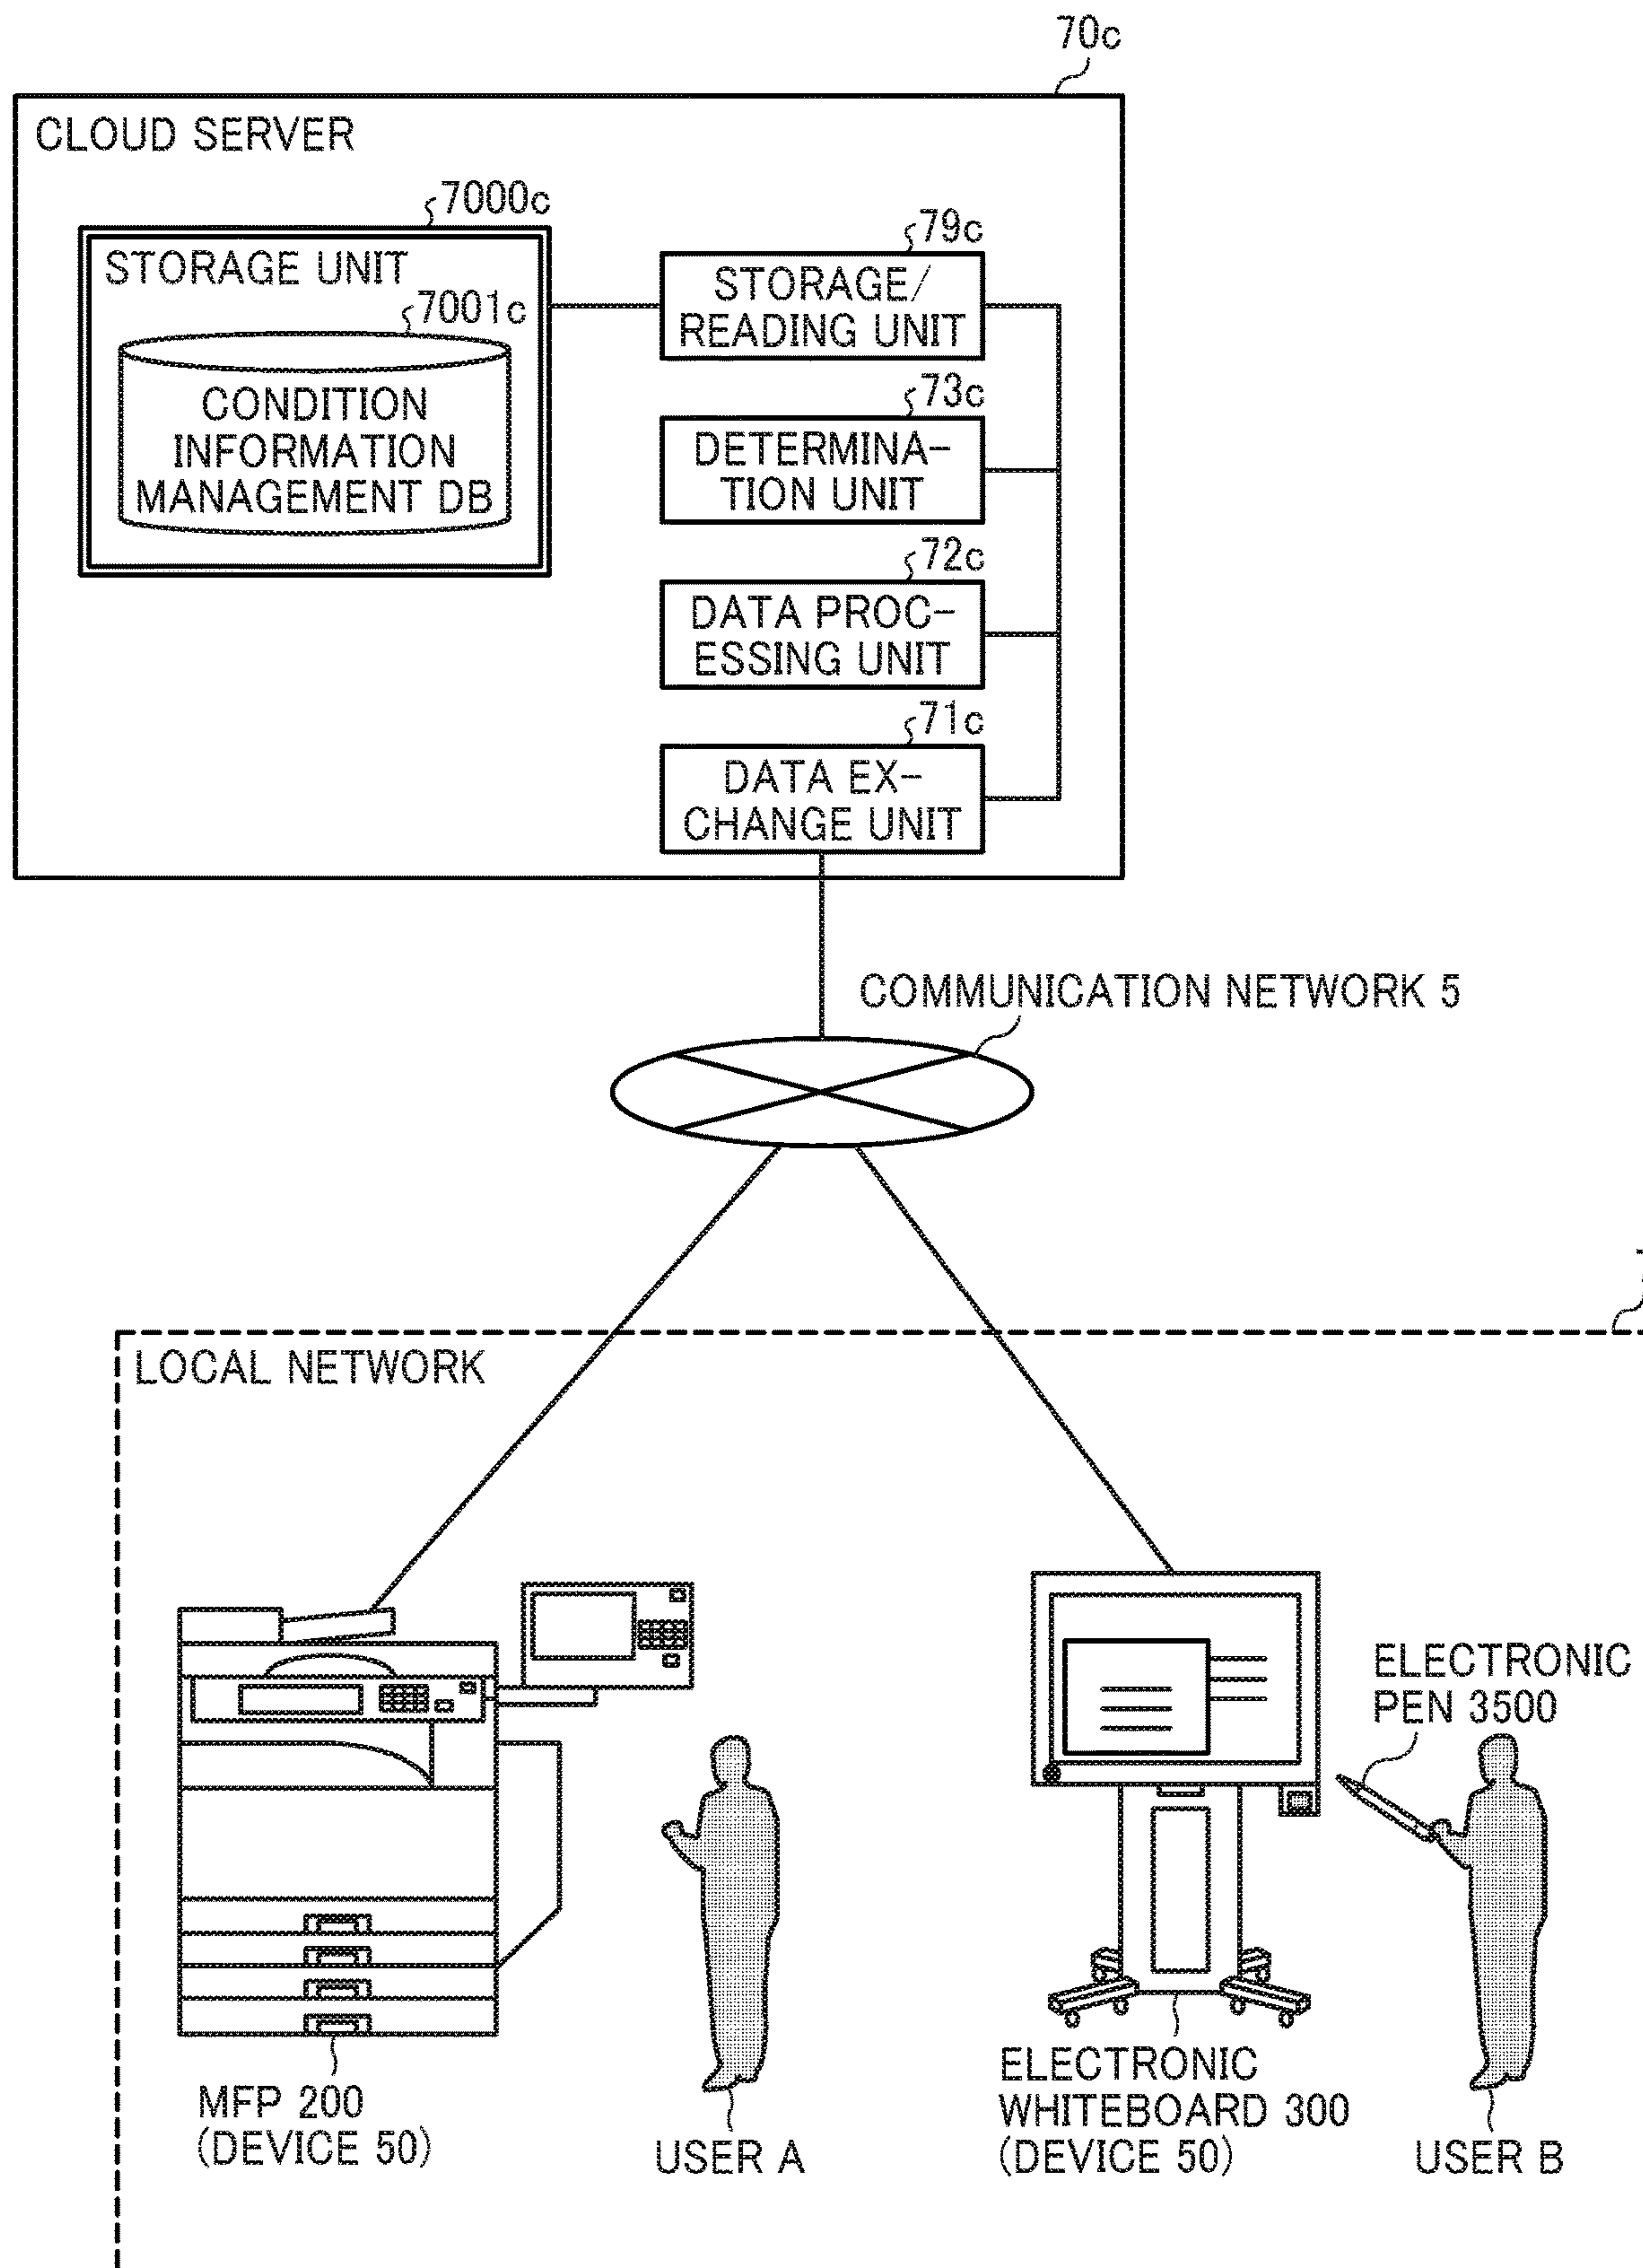 70c
CLOUD SERVER
7000c
STORAGE UNIT
7001c
CONDITION
INFORMATION
MANAGEMENT DB
79c
STORAGE/
READING UNIT
73c
DETERMINA-
TION UNIT
72c
DATA PROC-
ESSING UNIT
71c
DATA EX-
CHANGE UNIT
COMMUNICATION NETWORK 5
LOCAL NETWORK
ELECTRONIC
PEN 3500
MFP 200
(DEVICE 50)
USER A
ELECTRONIC
WHITEBOARD 300
(DEVICE 50)
USER B